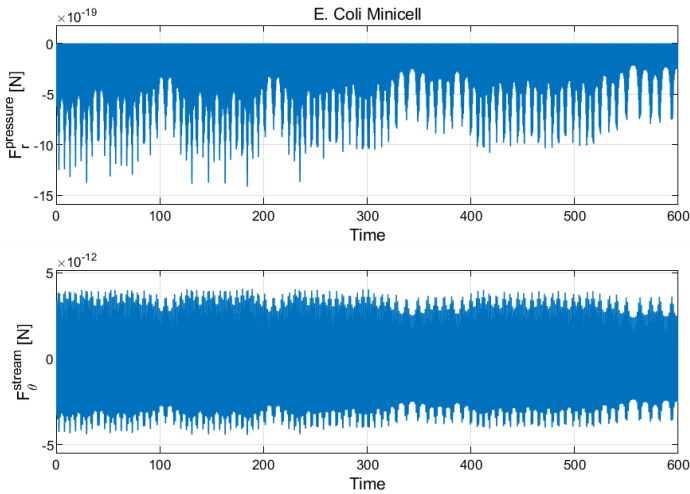 E. Coli Minicell
×10⁻¹⁹
0
-5
-10
-15
F_r^pressure [N]
0 100 200 300 400 500 600
Time
×10⁻¹²
5
0
-5
F_θ^stream [N]
0 100 200 300 400 500 600
Time